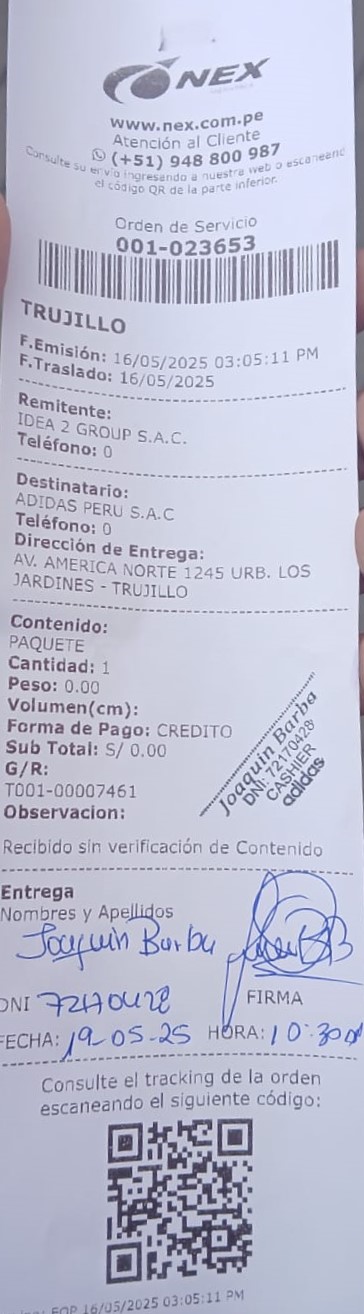 NEX
www.nex.com.pe
Atención al Cliente
(+51) 948 800 987
Consulte su envío ingresando a nuestra web o escaneando
el código QR de la parte inferior.
Orden de Servicio
001-023653
TRUJILLO
F.Emisión: 16/05/2025 03:05:11 PM
F.Traslado: 16/05/2025
Remitente:
IDEA 2 GROUP S.A.C.
Teléfono: 0
Destinatario:
ADIDAS PERU S.A.C
Teléfono: 0
Dirección de Entrega:
AV. AMERICA NORTE 1245 URB. LOS
JARDINES - TRUJILLO
Contenido:
PAQUETE
Cantidad: 1
Peso: 0.00
Volumen(cm):
Forma de Pago: CREDITO
Sub Total: S/ 0.00
G/R:
T001-00007461
Observacion:
Joaquin Barba
DNI: 72170428
CASHIER
adidas
Recibido sin verificación de Contenido
Entrega
Nombres y Apellidos
Joaquin Barba
DNI 72170428
FIRMA
FECHA: 19-05-25 HORA: 10:30
Consulte el tracking de la orden
escaneando el siguiente código:
EQP 16/05/2025 03:05:11 PM